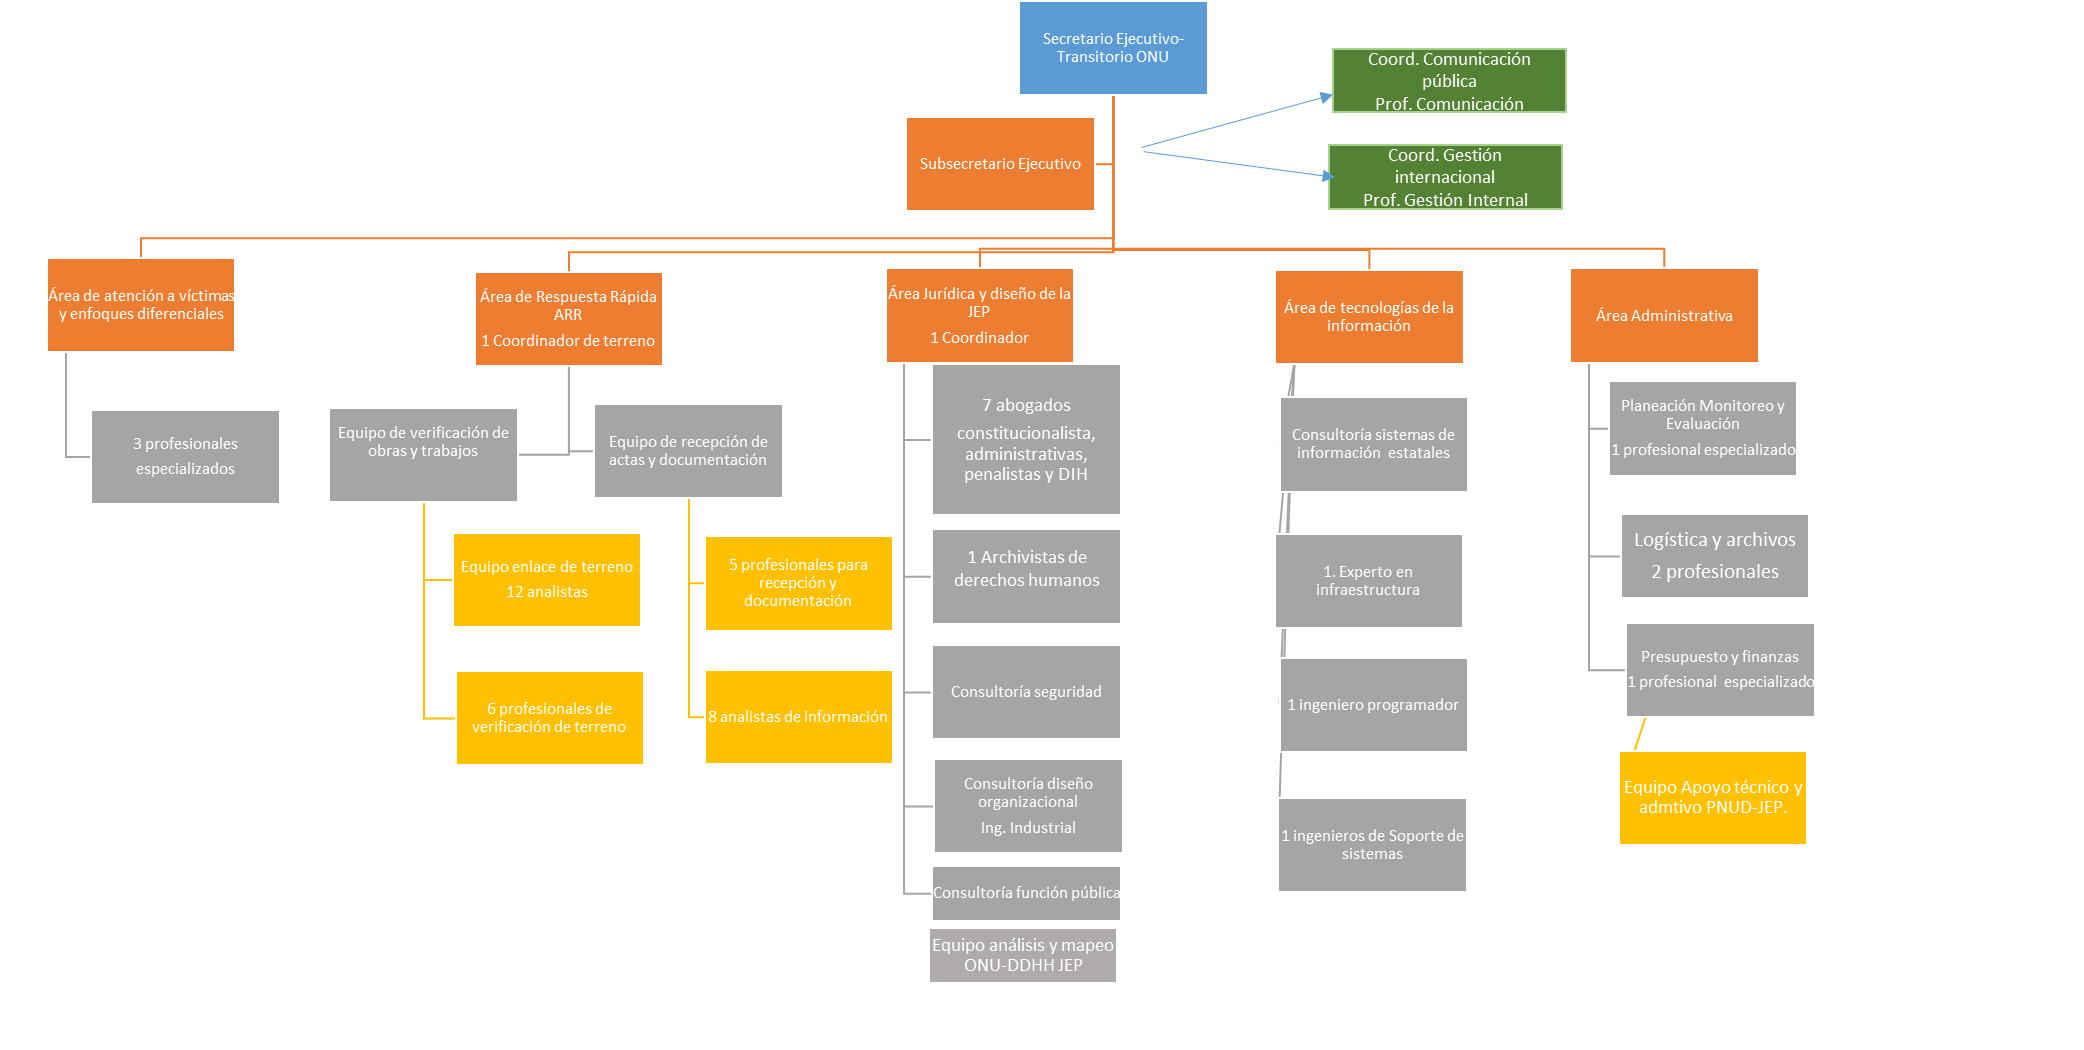 Secretario Ejecutivo-
Transitorio ONU
Coord. Comunicación
pública
Prof. Comunicación
Subsecretario Ejecutivo
Coord. Gestión
internacional
Prof. Gestión Internal
Área de atención a víctimas
y enfoques diferenciales
3 profesionales
especializados
Área de Respuesta Rápida
ARR
1 Coordinador de terreno
Equipo de verificación de
obras y trabajos
Equipo enlace de terreno
12 analistas
6 profesionales de
verificación de terreno
Equipo de recepción de
actas y documentación
5 profesionales para
recepción y
documentación
8 analistas de información
Área Jurídica y diseño de la
JEP
1 Coordinador
7 abogados
constitucionalista,
administrativas,
penalistas y DIH
1 Archivistas de
derechos humanos
Consultoría seguridad
Consultoría diseño
organizacional
Ing. Industrial
Consultoría función pública
Equipo análisis y mapeo
ONU-DDHH JEP
Área de tecnologías de la
información
Consultoría sistemas de
información  estatales
1. Experto en
infraestructura
1 ingeniero programador
1 ingenieros de Soporte de
sistemas
Área Administrativa
Planeación Monitoreo y
Evaluación
1 profesional especializado
Logística y archivos
2 profesionales
Presupuesto y finanzas
1 profesional  especializado
Equipo Apoyo técnico y
admtivo PNUD-JEP.